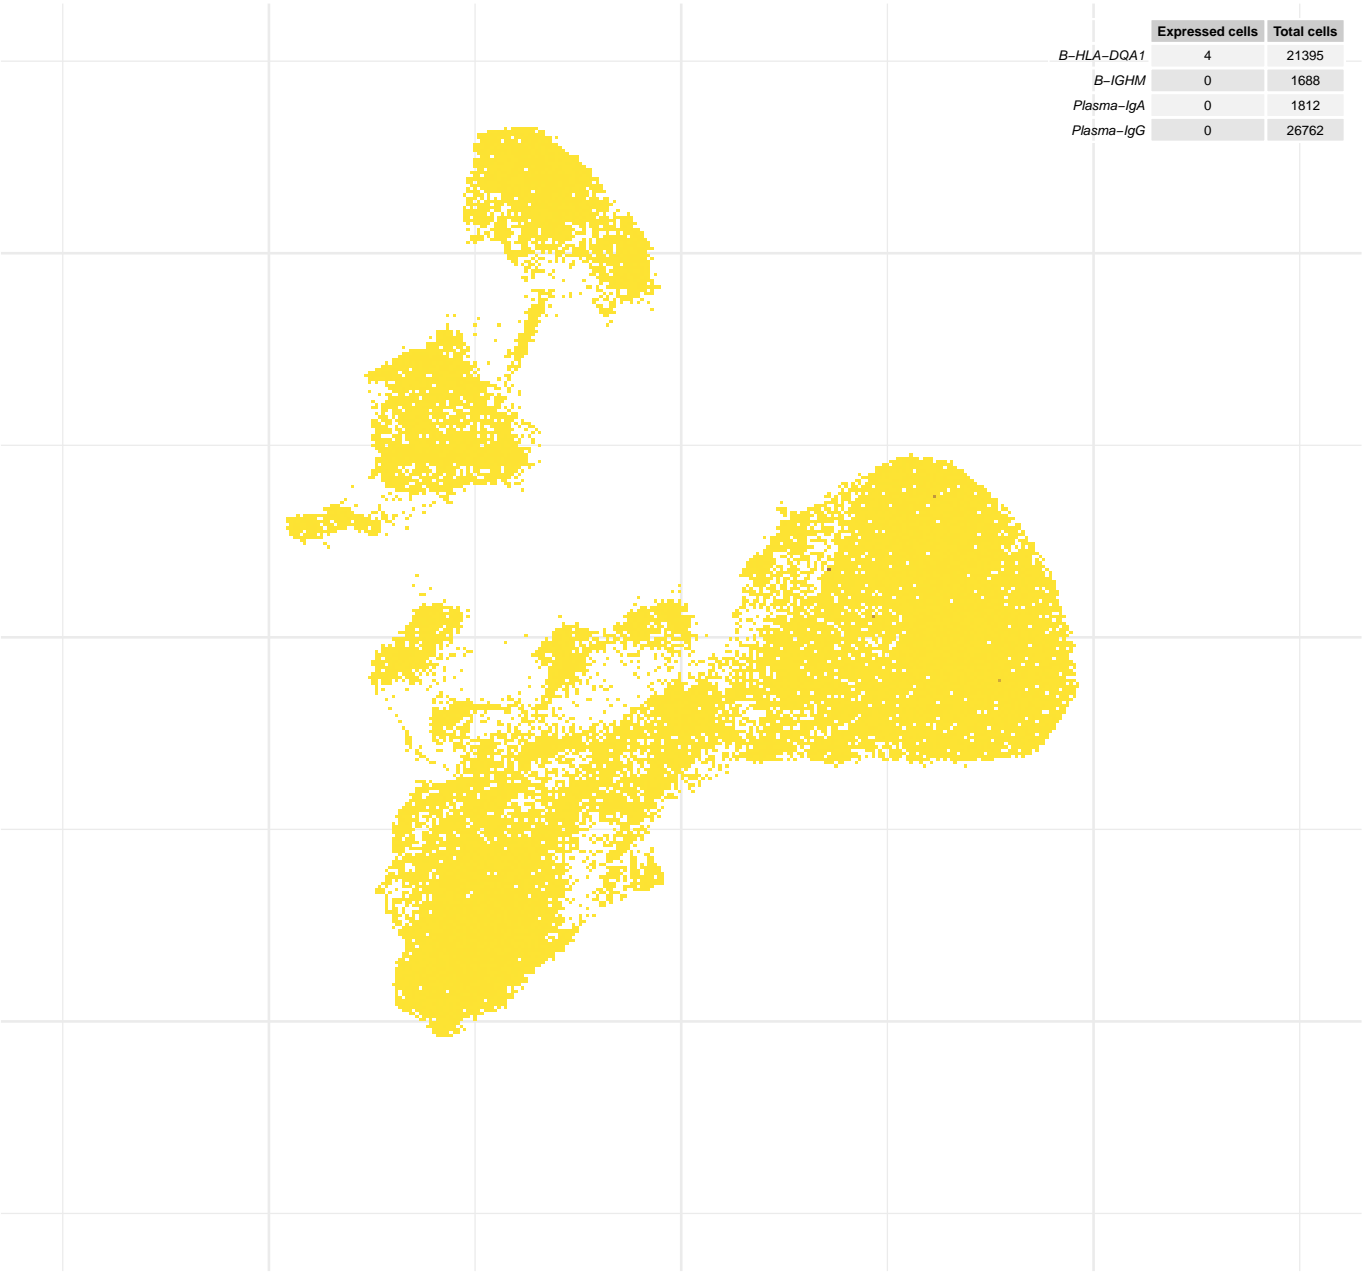 Expressed cells Total cells
B−HLA−DQA1 4 21395
B−IGHM 0 1688
Plasma−IgA 0 1812
Plasma−IgG 0 26762